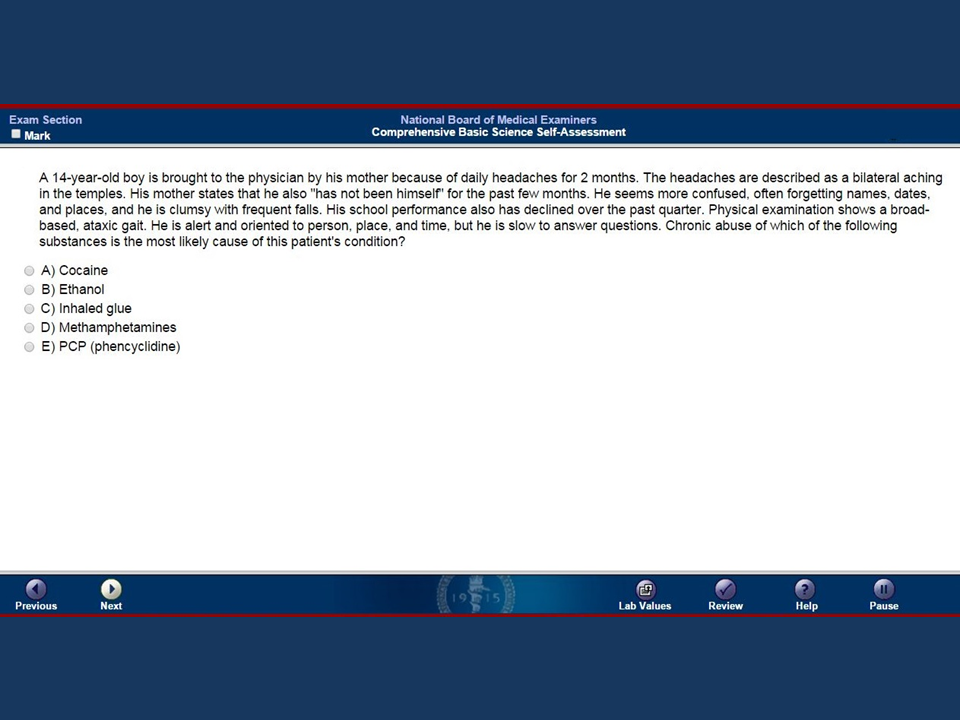 Exam Section
Mark
National Board of Medical Examiners
Comprehensive Basic Science Self-Assessment
A 14-year-old boy is brought to the physician by his mother because of daily headaches for 2 months. The headaches are described as a bilateral aching
in the temples. His mother states that he also "has not been himself" for the past few months. He seems more confused, often forgetting names, dates,
and places, and he is clumsy with frequent falls. His school performance also has declined over the past quarter. Physical examination shows a broad-
based, ataxic gait. He is alert and oriented to person, place, and time, but he is slow to answer questions. Chronic abuse of which of the following
substances is the most likely cause of this patient's condition?
A) Cocaine
B) Ethanol
C) Inhaled glue
D) Methamphetamines
E) PCP (phencyclidine)
Previous
Next
1915
Lab Values
Review
Help
Pause